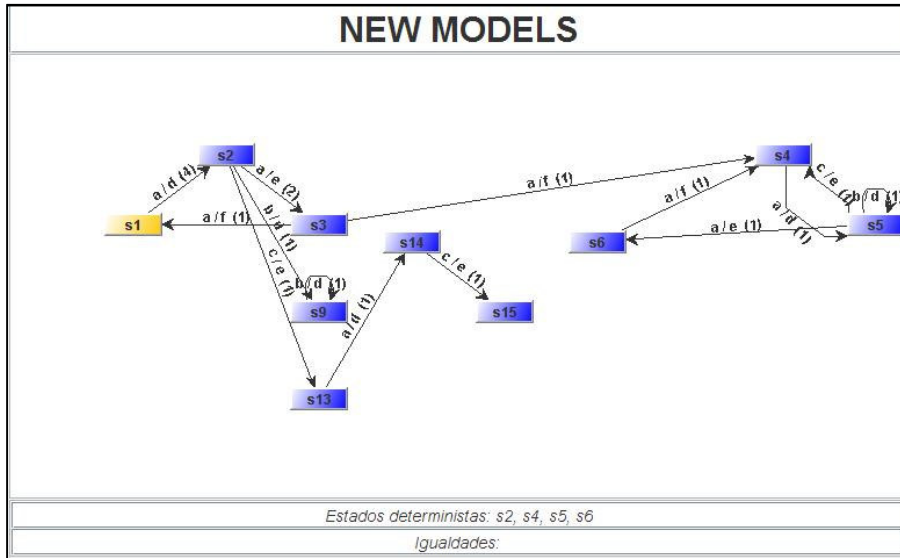 NEW MODELS
s2
s4
a/d (4)
a/e (2)
a/f (1)
a/f (1)
c/e (1)
b/d (1)
s1
a/f (1)
s3
b/d (1)
s14
s6
a/e (1)
a/d (1)
s5
c/e (1)
c/e (1)
b/d (1)
s9
a/d (1)
s15
s13
Estados deterministas: s2, s4, s5, s6
Igualdades: